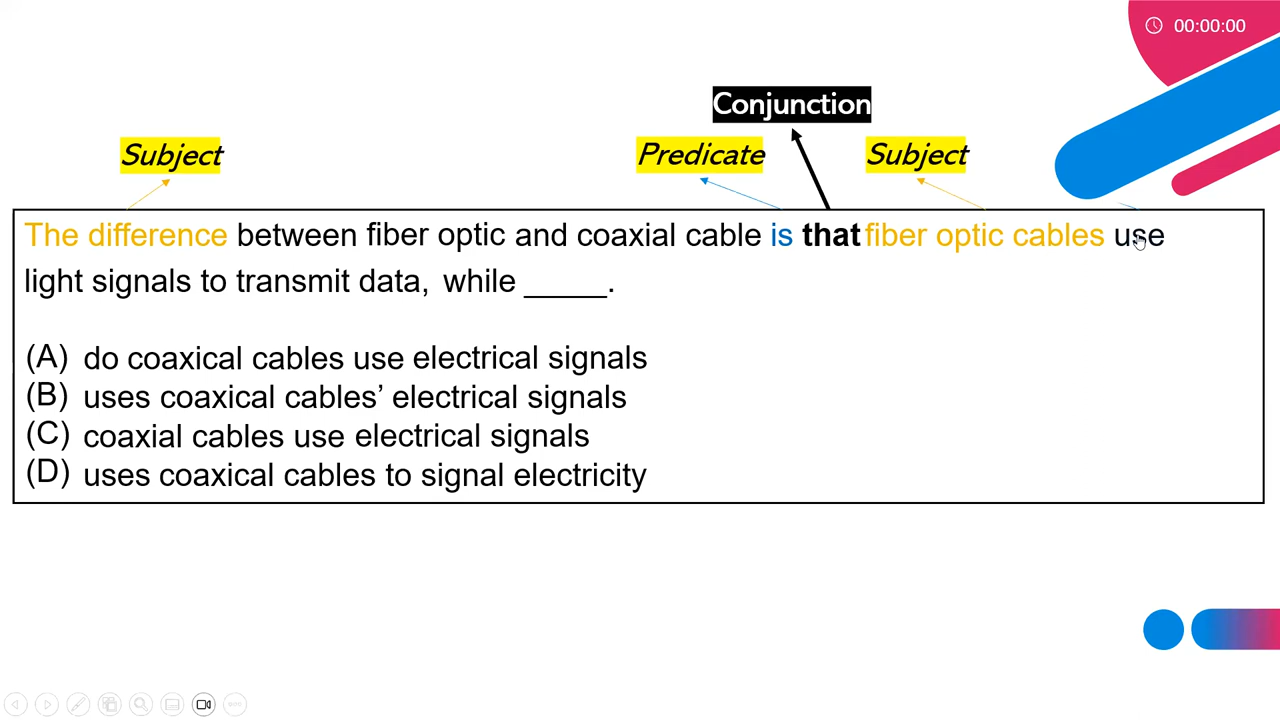 00:00:00
Conjunction
Subject Predicate Subject
The difference between fiber optic and coaxial cable is that fiber optic cables use
light signals to transmit data, while _____.
(A) do coaxical cables use electrical signals
(B) uses coaxical cables’ electrical signals
(C) coaxial cables use electrical signals
(D) uses coaxical cables to signal electricity